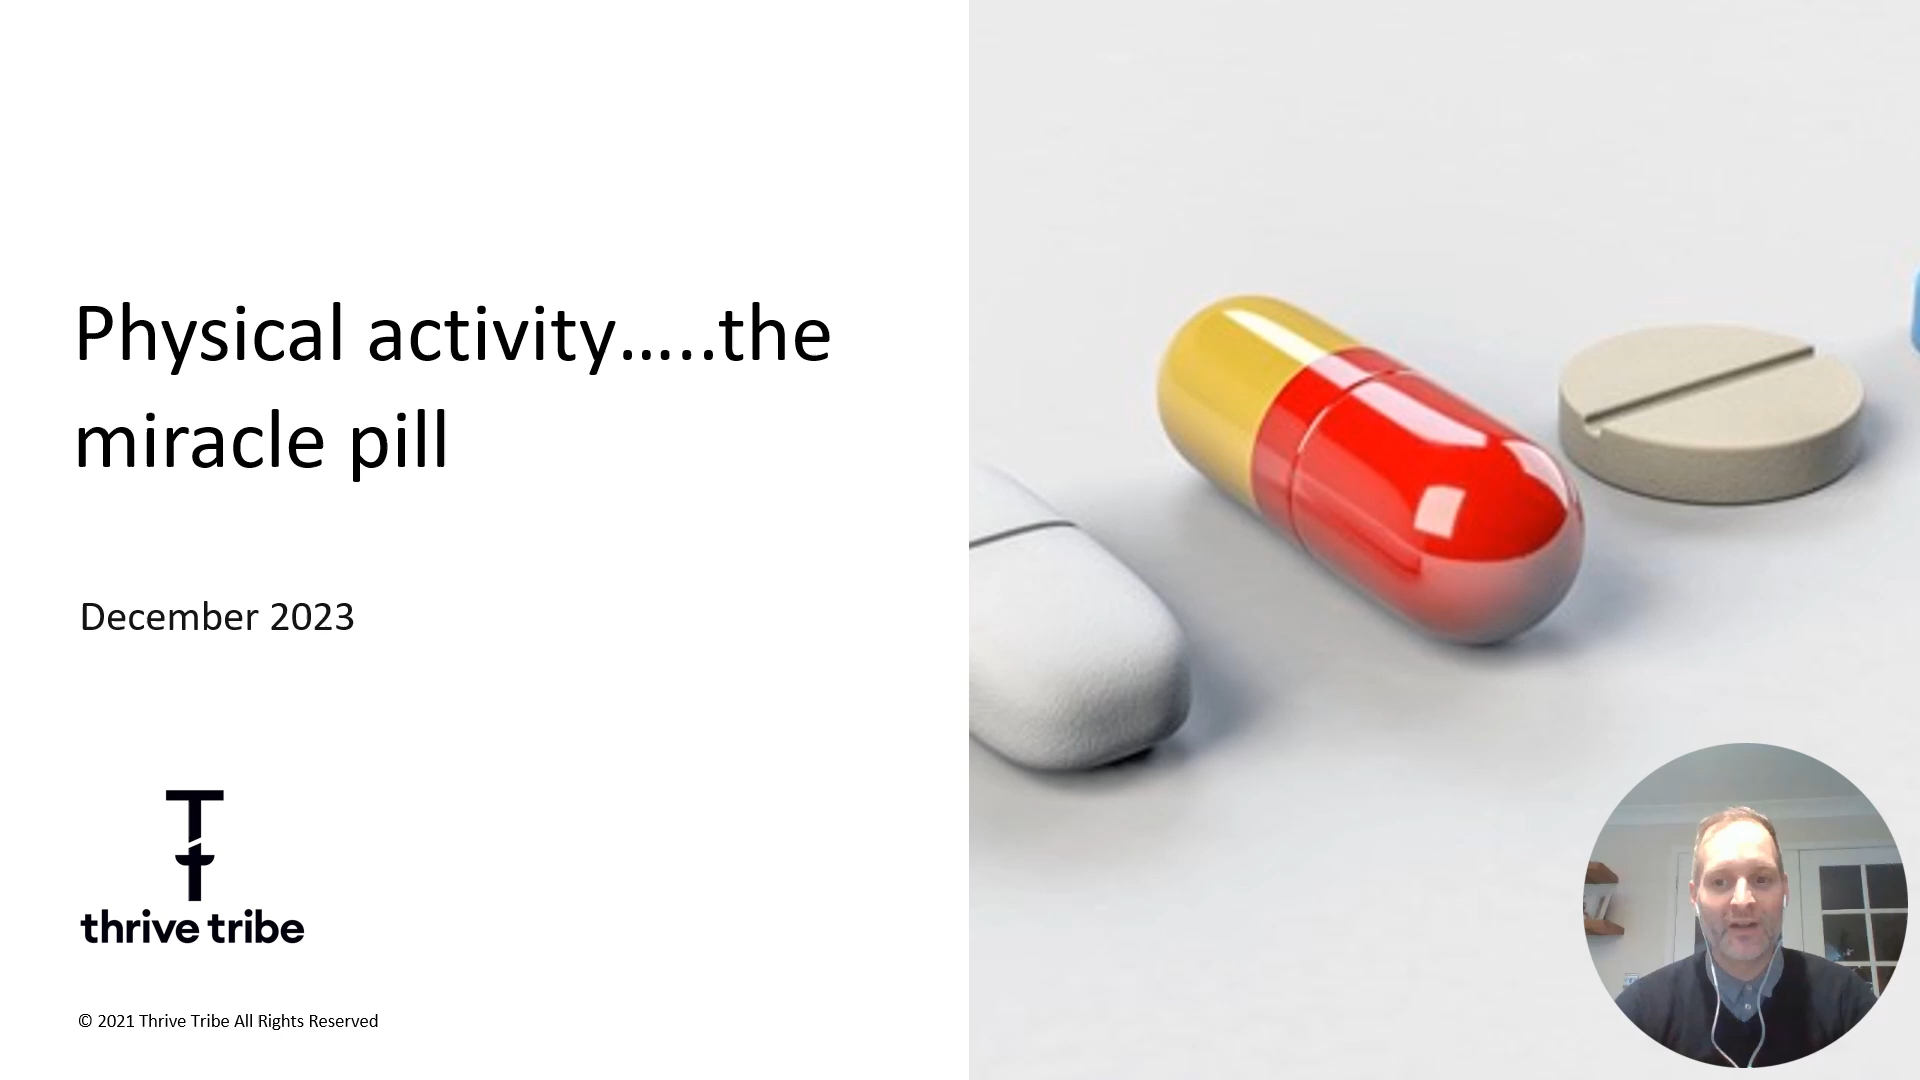 Physical activity.....the
miracle pill
December 2023
thrive tribe
© 2021 Thrive Tribe All Rights Reserved